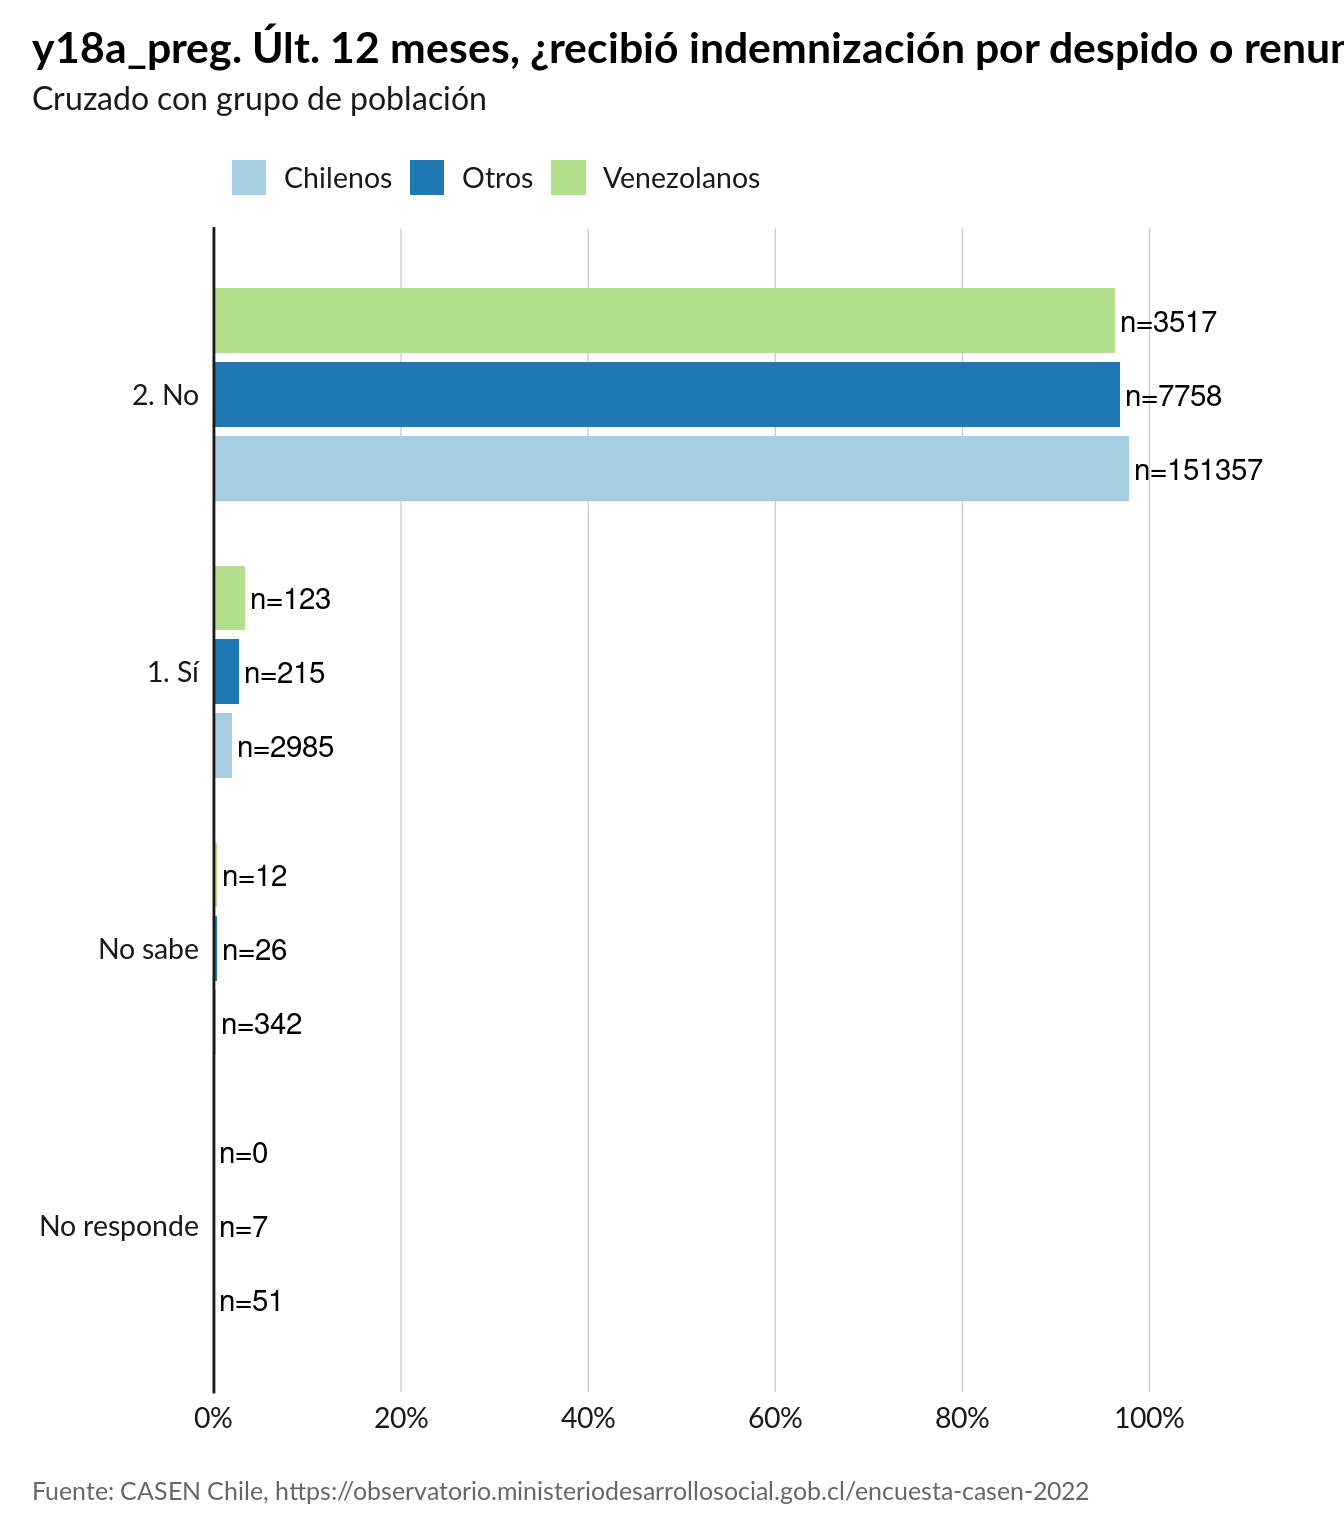 y18a_preg. Últ. 12 meses, ¿recibió indemnización por despido o renun
Cruzado con grupo de población
Chilenos Otros Venezolanos
n=3517
2. No n=7758
n=151357
n=123
1. Sí n=215
n=2985
n=12
No sabe n=26
n=342
n=0
No responde n=7
n=51
0% 20% 40% 60% 80% 100%
Fuente: CASEN Chile, https://observatorio.ministeriodesarrollosocial.gob.cl/encuesta-casen-2022